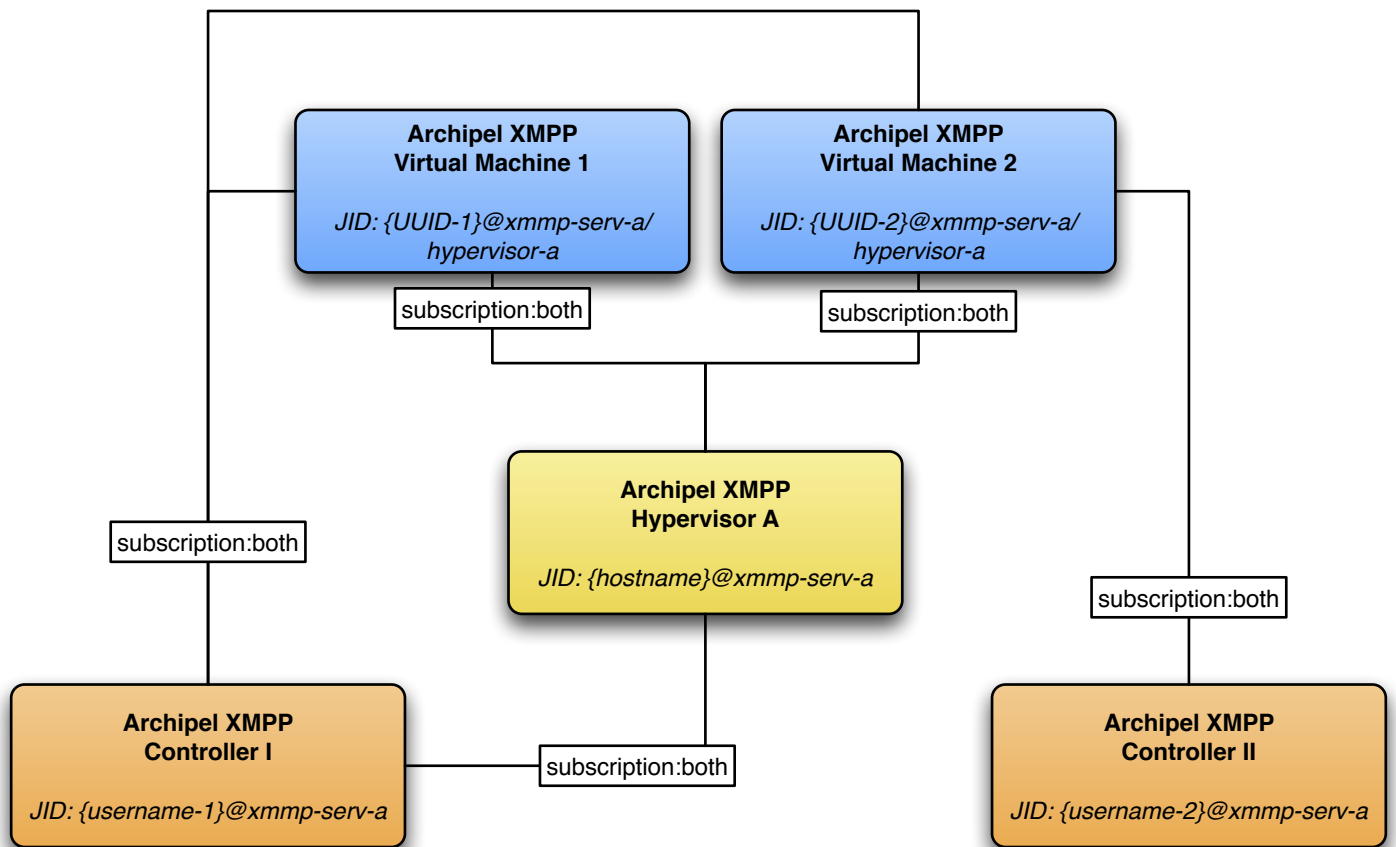 Archipel XMPP
Virtual Machine 1
JID: {UUID-1}@xmmp-serv-a/
hypervisor-a
Archipel XMPP
Virtual Machine 2
JID: {UUID-2}@xmmp-serv-a/
hypervisor-a
subscription:both
subscription:both
Archipel XMPP
Hypervisor A
JID: {hostname}@xmmp-serv-a
subscription:both
subscription:both
Archipel XMPP
Controller I
JID: {username-1}@xmmp-serv-a
subscription:both
Archipel XMPP
Controller II
JID: {username-2}@xmmp-serv-a